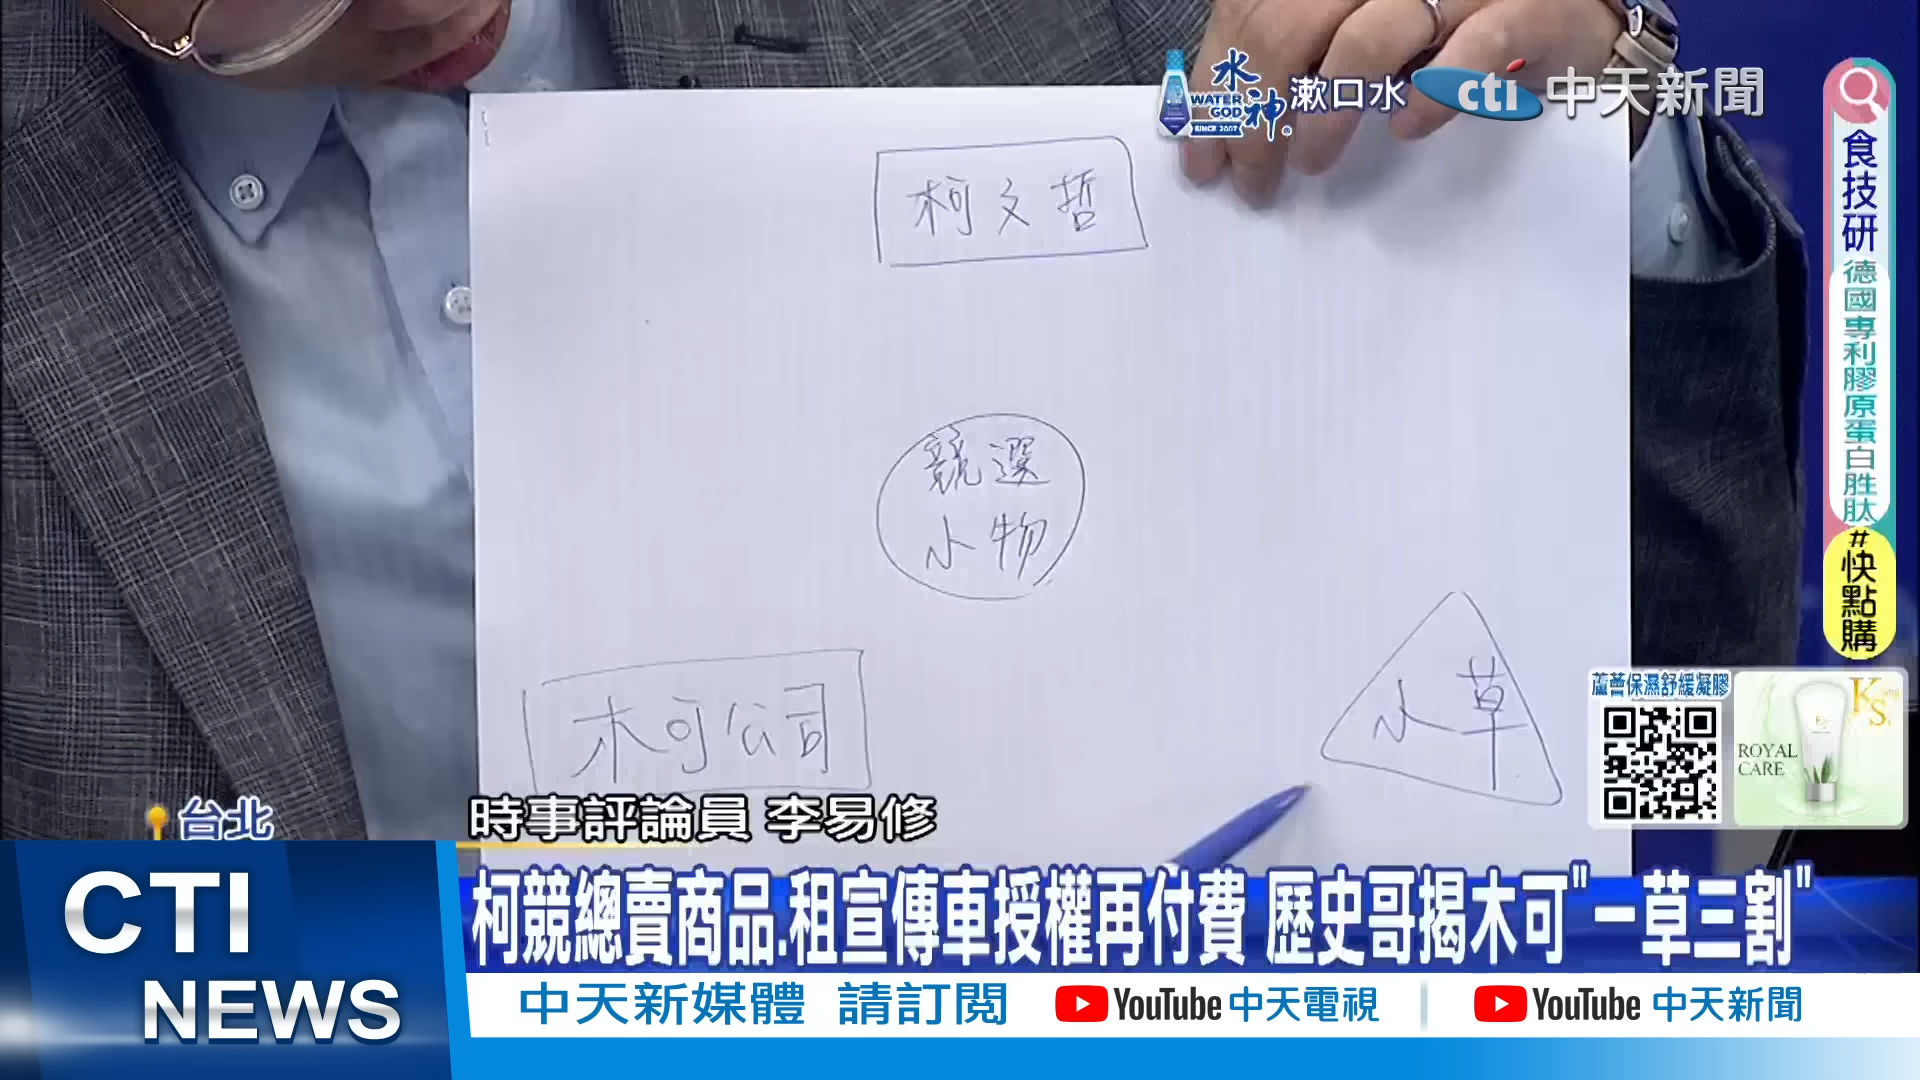 水神
WATER GOD
SINCE 2007
漱口水
cti 中天新聞
食技研
德國專利膠原蛋白胜肽
#快點購
柯文哲
競選
小物
木可公司
小草
蘆薈保濕舒緩凝膠
ROYAL
CARE
KS
台北
時事評論員 李易修
柯競總賣商品.租宣傳車授權再付費 歷史哥揭木可"一草三割"
CTI
NEWS
中天新媒體 請訂閱 YouTube 中天電視 | YouTube 中天新聞